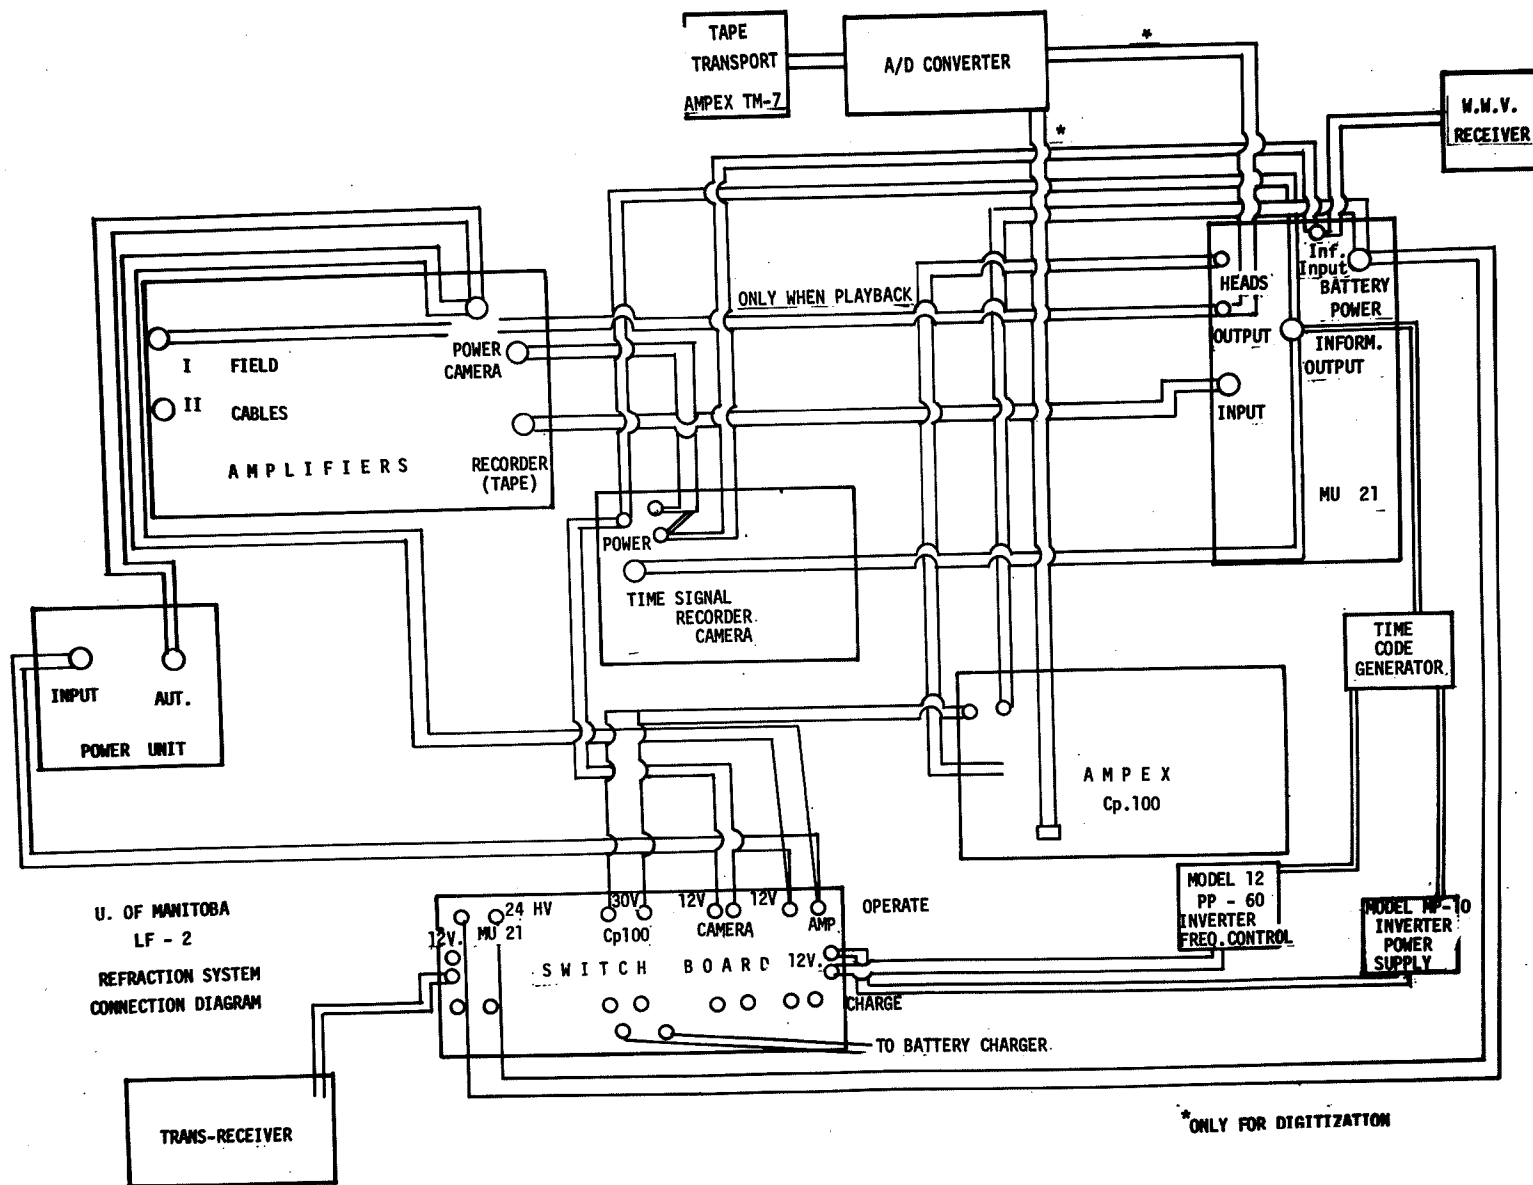 TAPE
TRANSPORT
AMPEX TM-7
A/D CONVERTER
*
*
W.W.V.
RECEIVER
Inf.
Input
HEADS
BATTERY
POWER
OUTPUT
INFORM.
OUTPUT
INPUT
MU 21
ONLY WHEN PLAYBACK
I FIELD
II CABLES
POWER
CAMERA
AMPLIFIERS
RECORDER
(TAPE)
POWER
TIME SIGNAL
RECORDER
CAMERA
INPUT AUT.
POWER UNIT
TIME
CODE
GENERATOR
AMPEX
Cp.100
MODEL 12
PP - 60
INVERTER
FREQ.CONTROL
MODEL MP-10
INVERTER
POWER
SUPPLY
U. OF MANITOBA
LF - 2
REFRACTION SYSTEM
CONNECTION DIAGRAM
24 HV 30V 12V 12V OPERATE
12V. MU 21 Cp100 CAMERA AMP
SWITCH BOARD 12V.
CHARGE
TO BATTERY CHARGER
TRANS-RECEIVER
*ONLY FOR DIGITIZATION